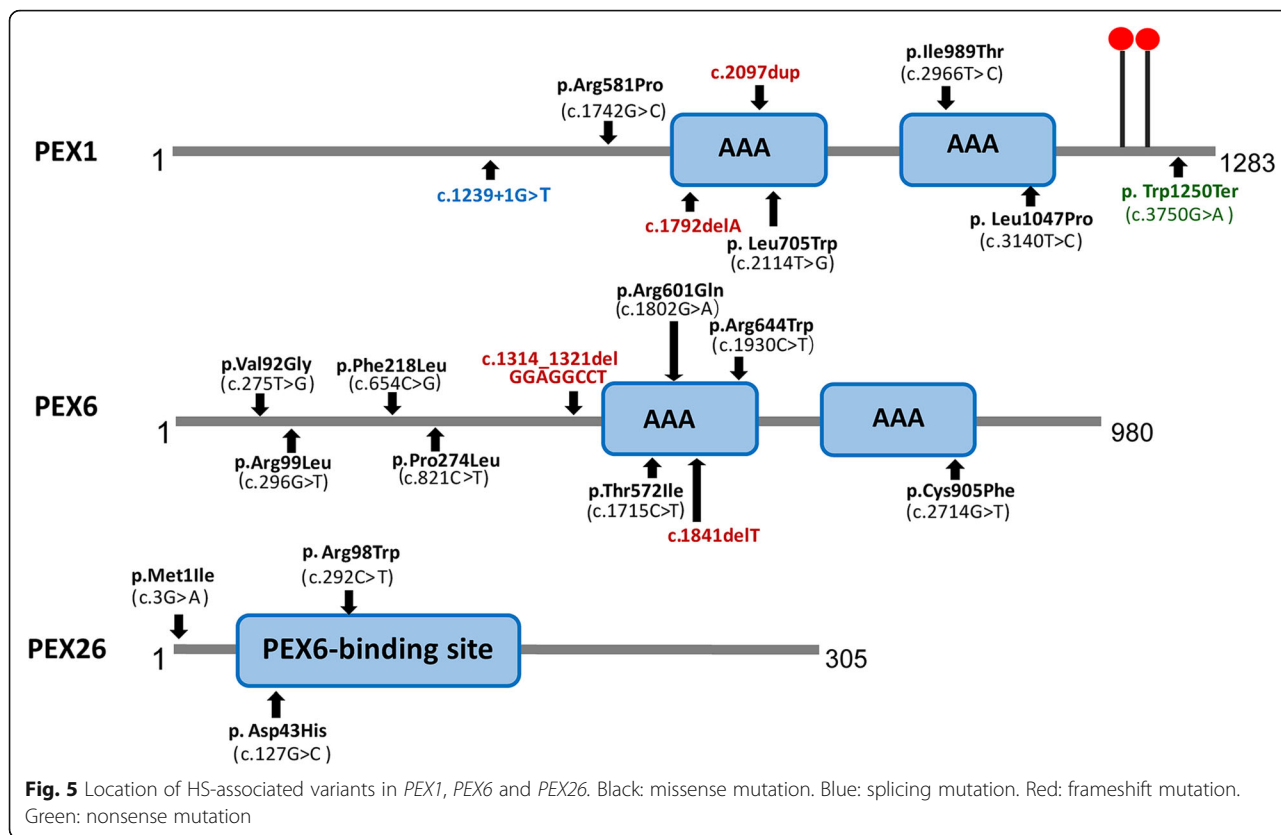 p.Ile989Thr
(c.2966T>C)
c.2097dup
p.Arg581Pro
(c.1742G>C)
PEX1
1
AAA
AAA
1283
c.1239+1G>T
c.1792delA
p. Leu705Trp
(c.2114T>G)
p. Leu1047Pro
(c.3140T>C)
p. Trp1250Ter
(c.3750G>A)
p.Arg601Gln
(c.1802G>A)
p.Arg644Trp
(c.1930C>T)
p.Val92Gly
(c.275T>G)
p.Phe218Leu
(c.654C>G)
c.1314_1321del
GGAGGCCT
PEX6
1
AAA
AAA
980
p.Arg99Leu
(c.296G>T)
p.Pro274Leu
(c.821C>T)
p.Thr572Ile
(c.1715C>T)
c.1841delT
p.Cys905Phe
(c.2714G>T)
p.Met1Ile
(c.3G>A)
p. Arg98Trp
(c.292C>T)
PEX26
1
PEX6-binding site
305
p. Asp43His
(c.127G>C )
Fig. 5 Location of HS-associated variants in PEX1, PEX6 and PEX26. Black: missense mutation. Blue: splicing mutation. Red: frameshift mutation.
Green: nonsense mutation